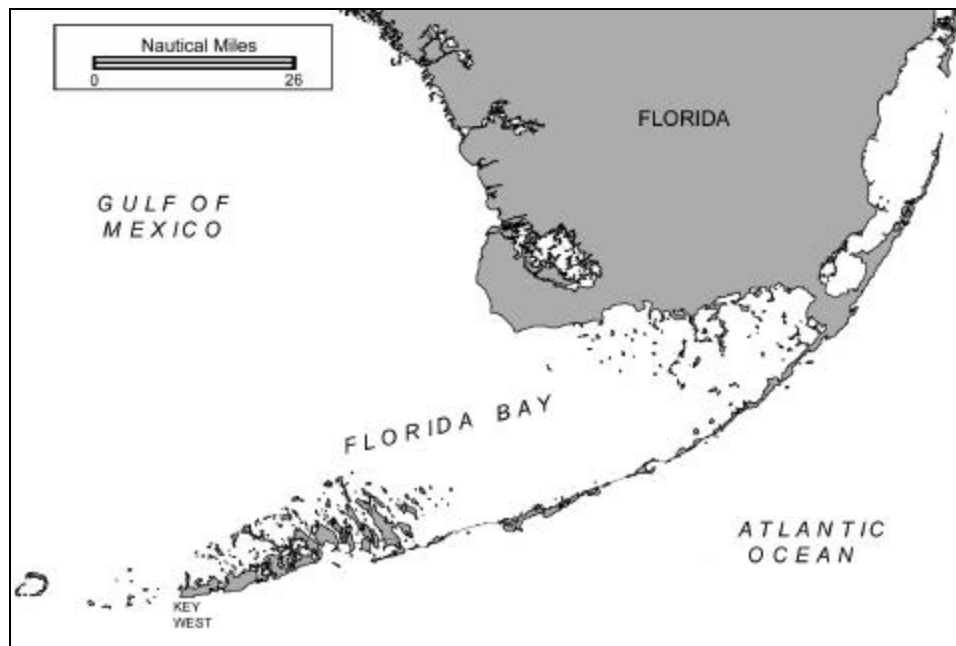 Nautical Miles
0 26
FLORIDA
GULF OF
MEXICO
FLORIDA BAY
ATLANTIC
OCEAN
KEY
WEST